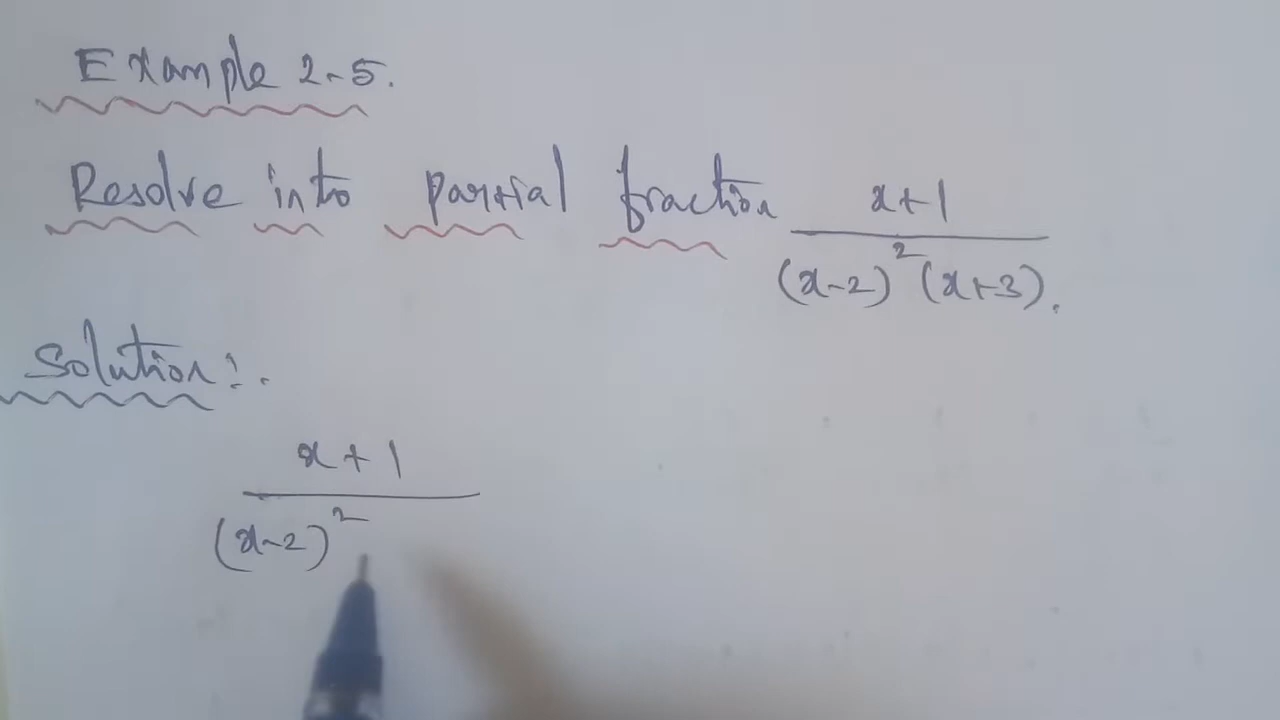 Example 2-5.
Resolve into partial fraction x+1
(x-2)²(x+3).
Solution:.
x+1
(x-2)²